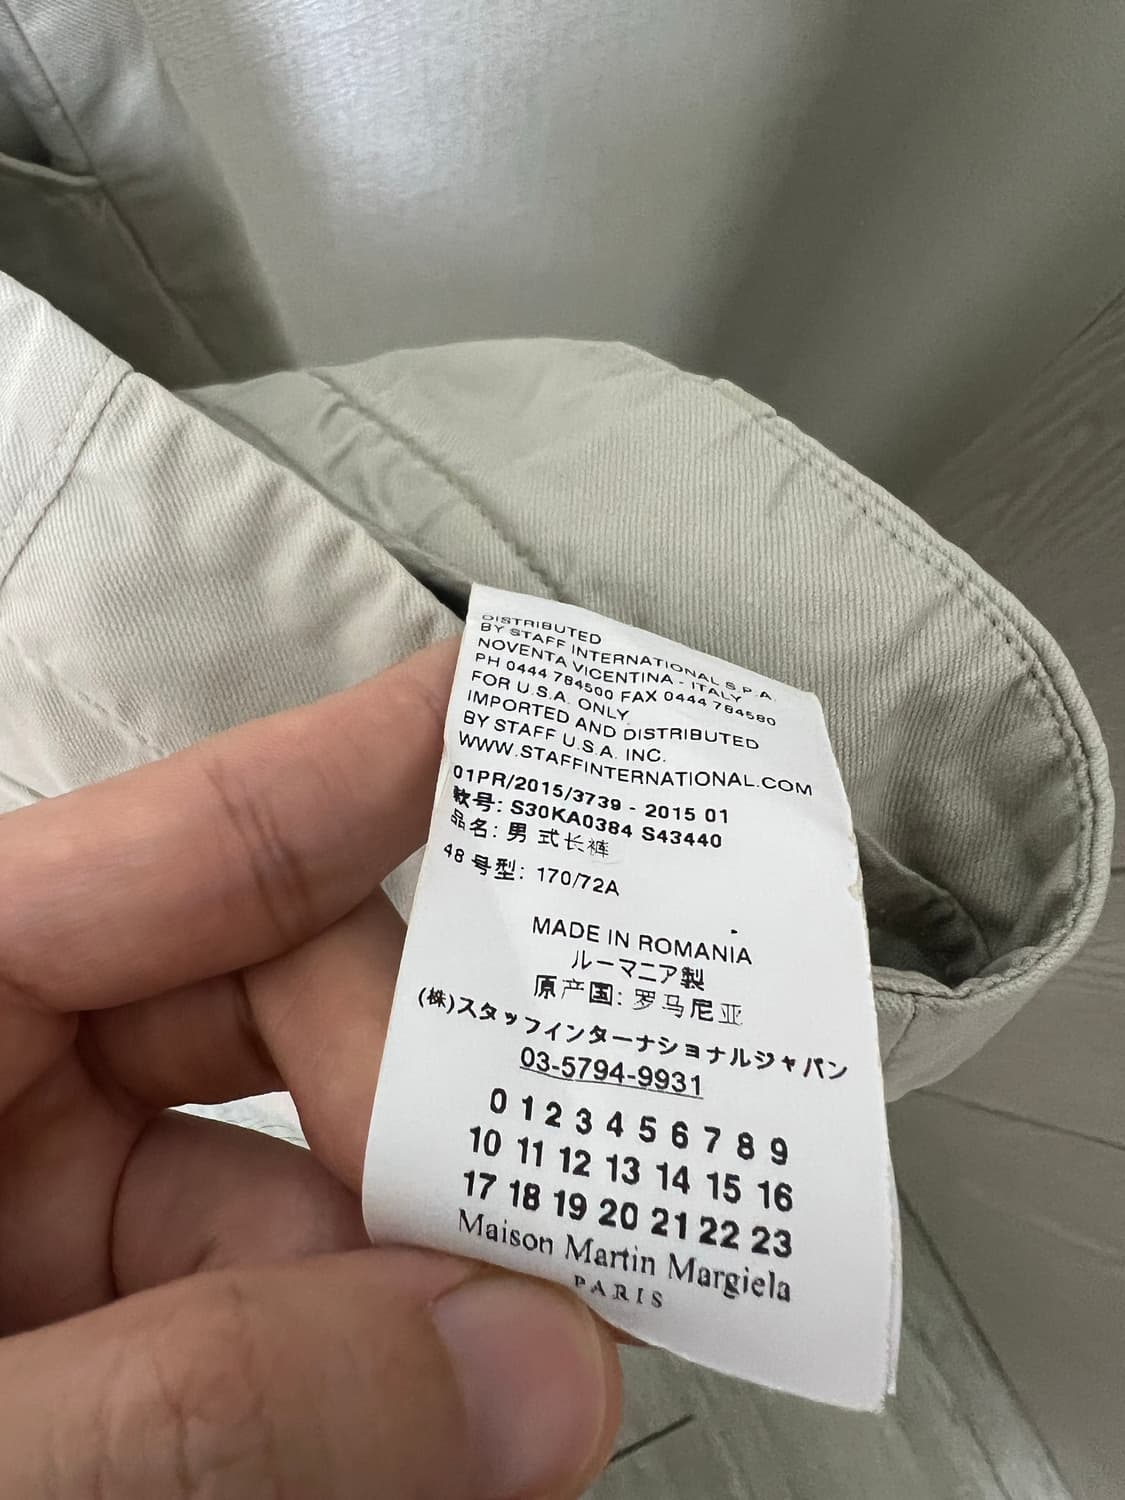 DISTRIBUTED
BY STAFF INTERNATIONAL S.P.A.
NOVENTA VICENTINA - ITALY
PH 0444 784500 FAX 0444 784580
FOR U.S.A. ONLY
IMPORTED AND DISTRIBUTED
BY STAFF U.S.A. INC.
WWW.STAFFINTERNATIONAL.COM
01PR/2015/3739 - 2015 01
款号: S30KA0384 S43440
品名: 男 式长裤
48 号型: 170/72A
MADE IN ROMANIA
ルーマニア製
原产国: 罗马尼亚
(株)スタッフインターナショナルジャパン
03-5794-9931
0 1 2 3 4 5 6 7 8 9
10 11 12 13 14 15 16
17 18 19 20 21 22 23
Maison Martin Margiela
PARIS